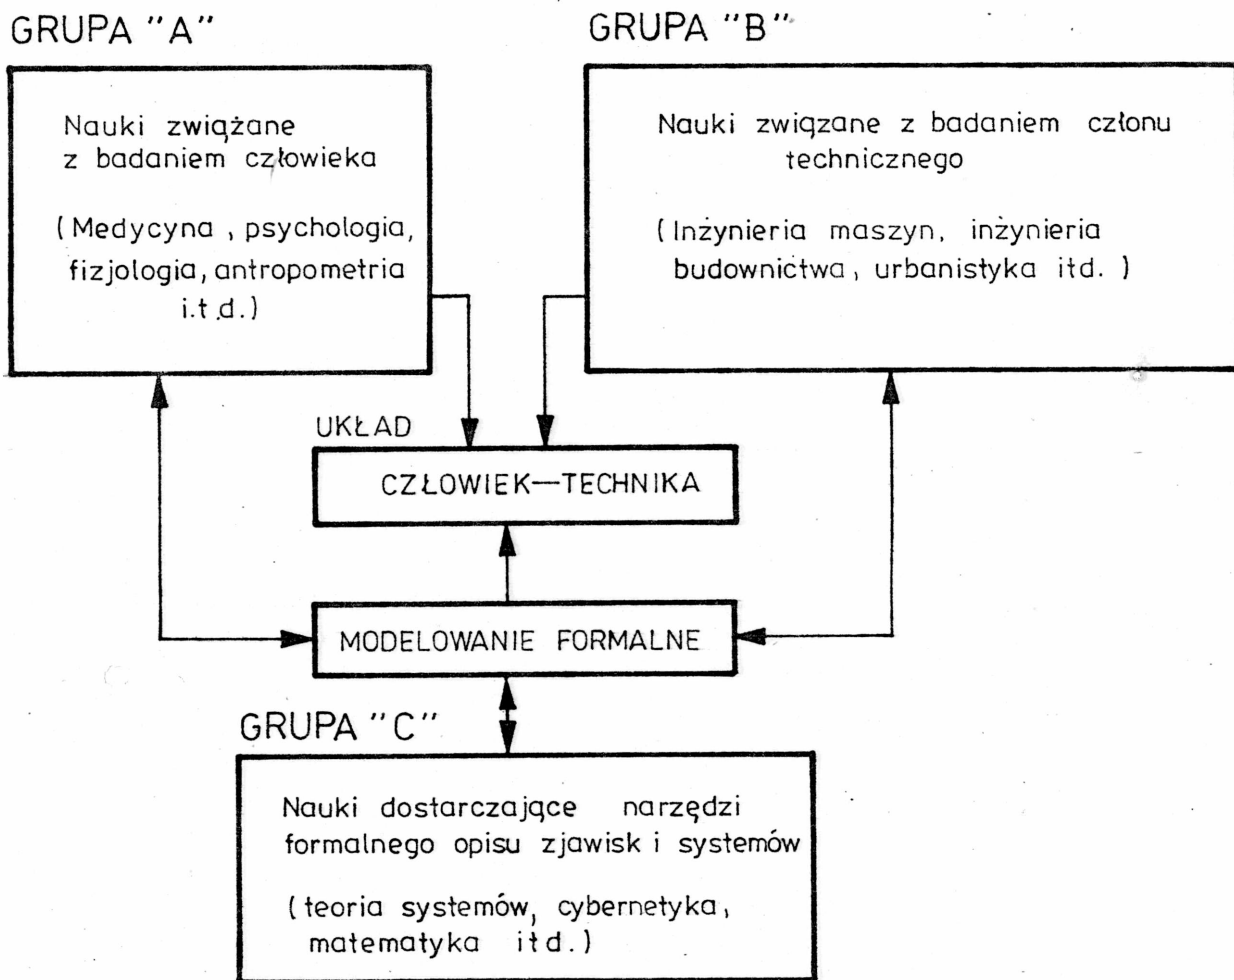 GRUPA "A"
Nauki zwiążane
z badaniem człowieka
(Medycyna, psychologia,
fizjologia, antropometria
i.t.d.)
GRUPA "B"
Nauki związane z badaniem członu
technicznego
(Inżynieria maszyn, inżynieria
budownictwa, urbanistyka itd.)
UKŁAD
CZŁOWIEK—TECHNIKA
MODELOWANIE FORMALNE
GRUPA "C"
Nauki dostarczające narzędzi
formalnego opisu zjawisk i systemów
(teoria systemów, cybernetyka,
matematyka itd.)